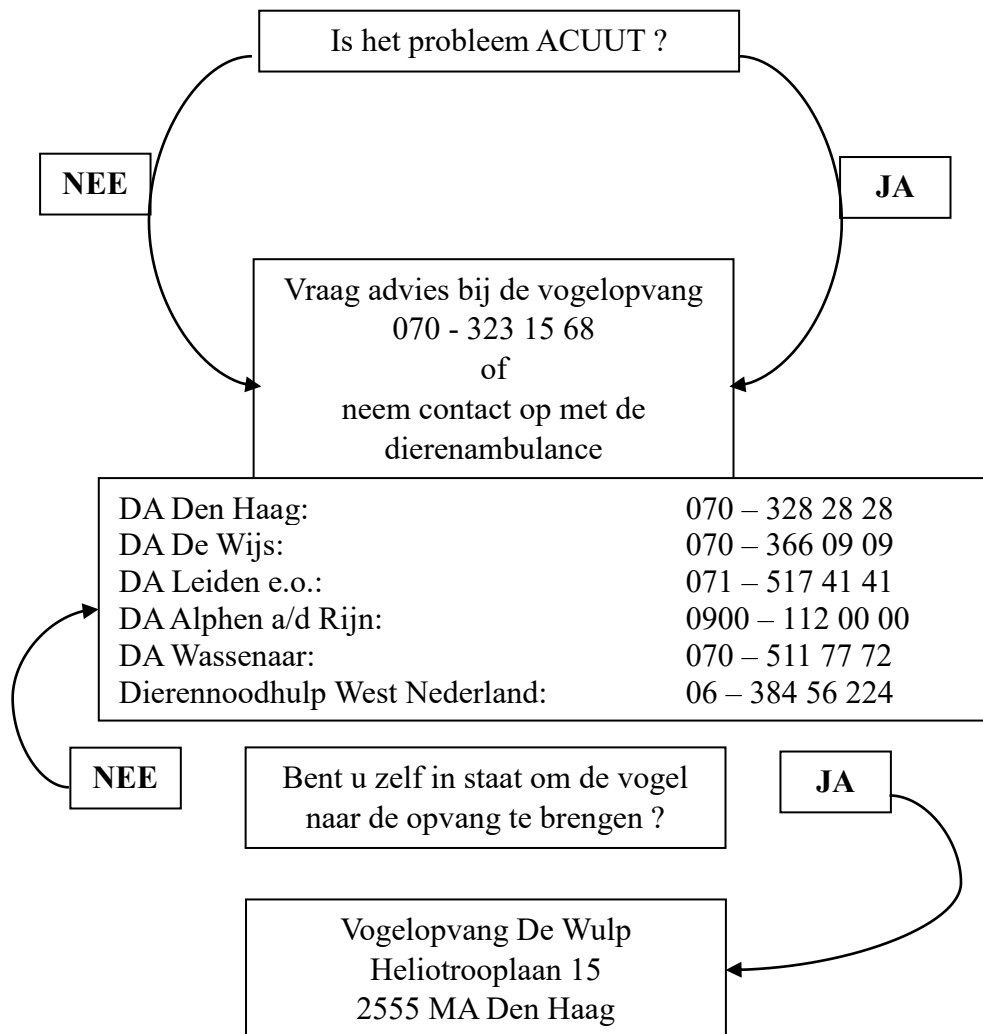 Is het probleem ACUUT ?
NEE
JA
Vraag advies bij de vogelopvang
070 - 323 15 68
of
neem contact op met de
dierenambulance
DA Den Haag: 070 – 328 28 28
DA De Wijs: 070 – 366 09 09
DA Leiden e.o.: 071 – 517 41 41
DA Alphen a/d Rijn: 0900 – 112 00 00
DA Wassenaar: 070 – 511 77 72
Dierennoodhulp West Nederland: 06 – 384 56 224
NEE
Bent u zelf in staat om de vogel
naar de opvang te brengen ?
JA
Vogelopvang De Wulp
Heliotrooplaan 15
2555 MA Den Haag